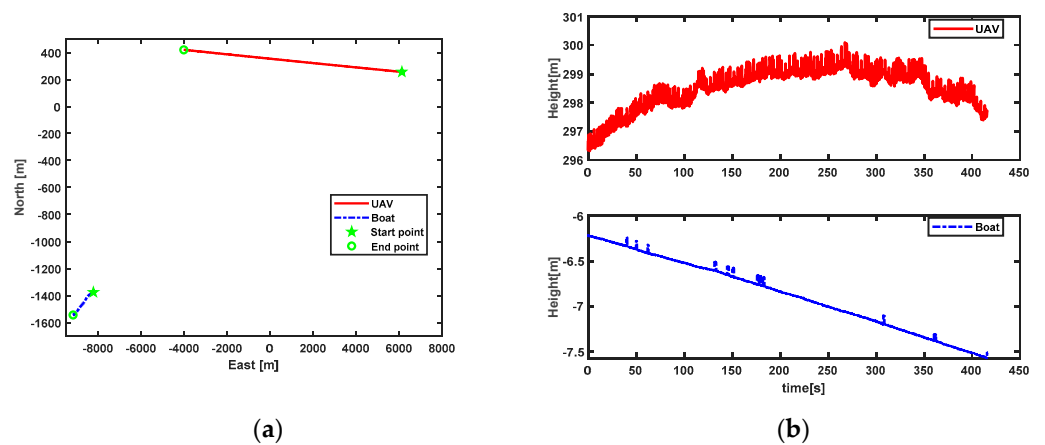 400
200
0
-200
-400
-600
-800
-1000
-1200
-1400
-1600
North [m]
-8000 -6000 -4000 -2000 0 2000 4000 6000 8000
East [m]
UAV
Boat
Start point
End point
(a)
301
300
299
298
297
296
Height[m]
UAV
0 50 100 150 200 250 300 350 400 450
-6
-6.5
-7
-7.5
Height[m]
Boat
0 50 100 150 200 250 300 350 400 450
time[s]
(b)